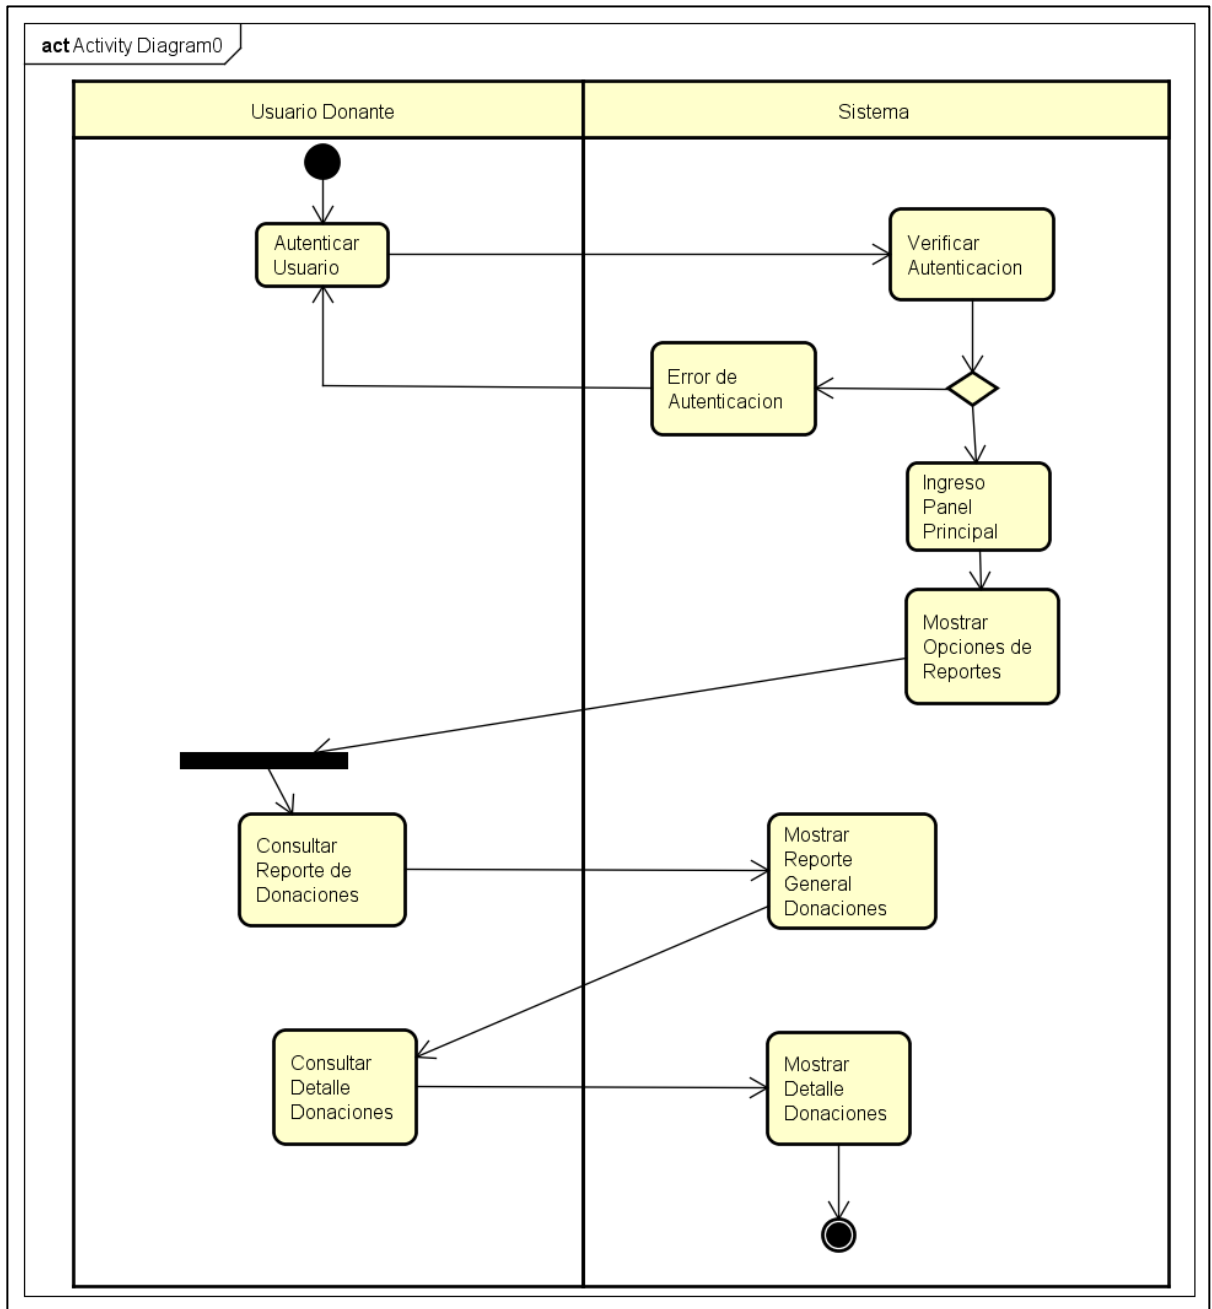 act Activity Diagram0
Usuario Donante
Sistema
Autenticar
Usuario
Verificar
Autenticacion
Error de
Autenticacion
Ingreso
Panel
Principal
Mostrar
Opciones de
Reportes
Consultar
Reporte de
Donaciones
Mostrar
Reporte
General
Donaciones
Consultar
Detalle
Donaciones
Mostrar
Detalle
Donaciones